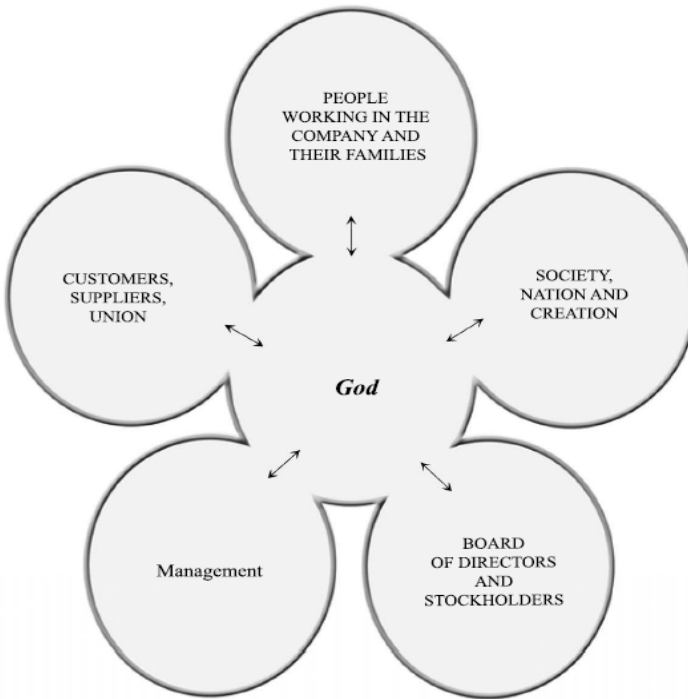 PEOPLE
WORKING IN THE
COMPANY AND
THEIR FAMILIES
CUSTOMERS,
SUPPLIERS,
UNION
SOCIETY,
NATION AND
CREATION
God
Management
BOARD
OF DIRECTORS
AND
STOCKHOLDERS